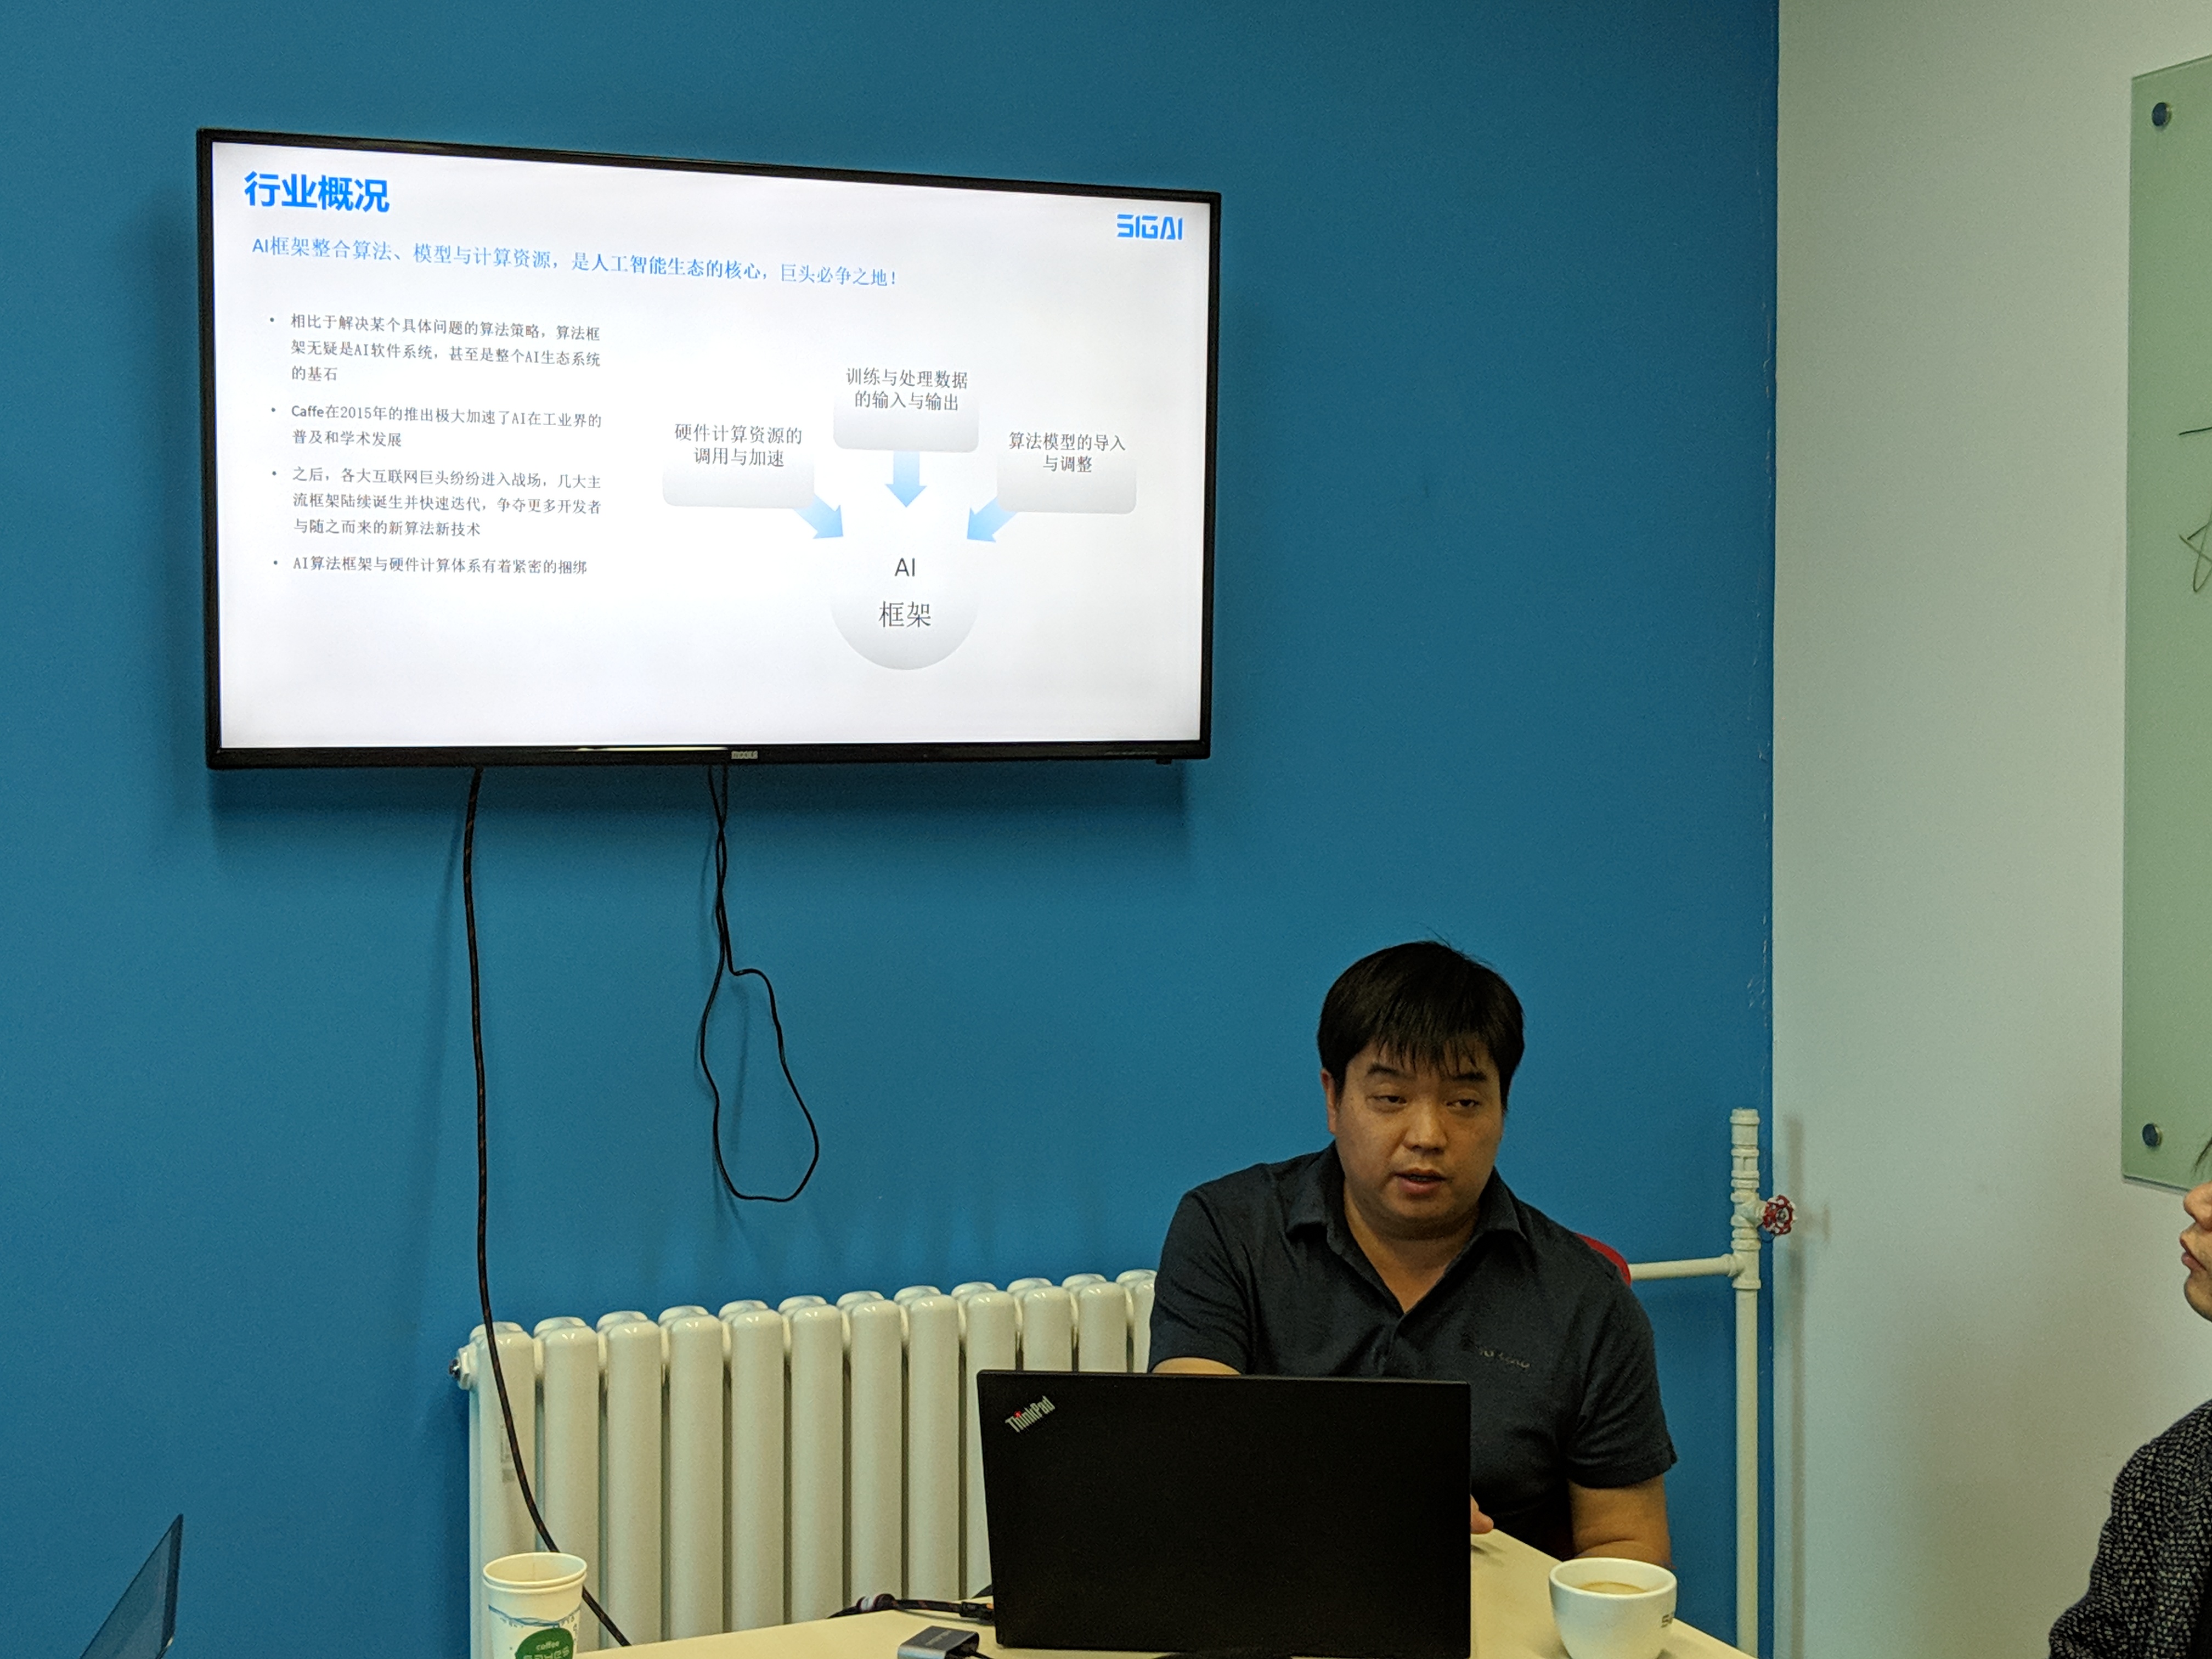 行业概况
SIGAI
AI框架整合算法、模型与计算资源，是人工智能生态的核心，巨头必争之地！
• 相比于解决某个具体问题的算法策略，算法框
架无疑是AI软件系统，甚至是整个AI生态系统
的基石
• Caffe在2015年的推出极大加速了AI在工业界的
普及和学术发展
• 之后，各大互联网巨头纷纷进入战场，几大主
流框架陆续诞生并快速迭代，争夺更多开发者
与随之而来的新算法新技术
• AI算法框架与硬件计算体系有着紧密的捆绑
硬件计算资源的
调用与加速
训练与处理数据
的输入与输出
算法模型的导入
与调整
AI
框架
ThinkPad
coffee